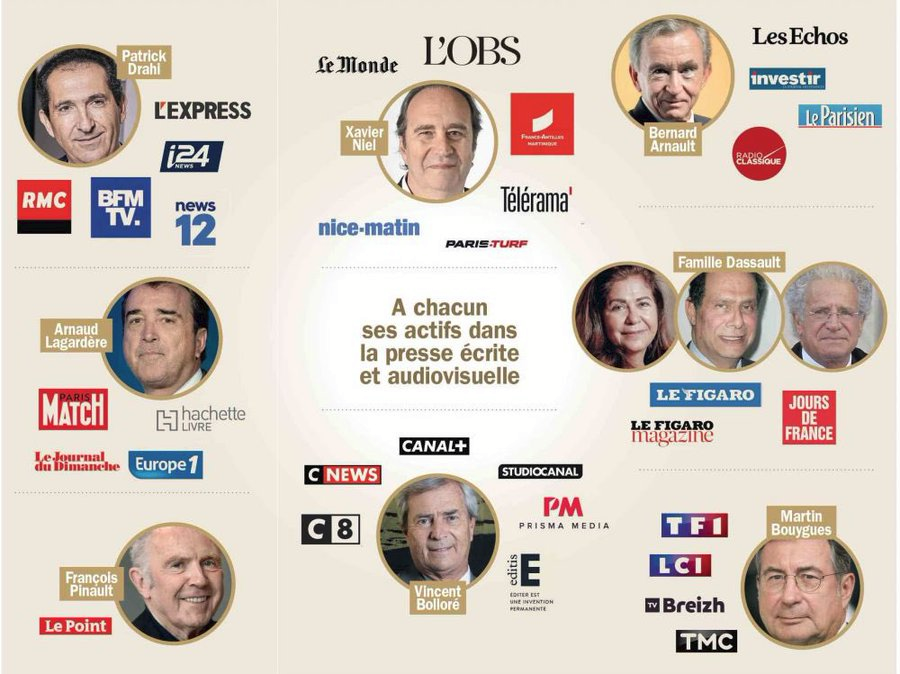 Patrick
Drahi
L'EXPRESS
i24
NEWS
RMC
BFM
TV.
news
12
Le Monde
L'OBS
Xavier
Niel
FRANCE-ANTILLES
MARTINIQUE
Télérama'
nice-matin
PARIS-TURF
Bernard
Arnault
Les Echos
investir
Le Parisien
RADIO
CLASSIQUE
Arnaud
Lagardère
PARIS
MATCH
hachette
LIVRE
Le Journal
du Dimanche
Europe 1
A chacun
ses actifs dans
la presse écrite
et audiovisuelle
Famille Dassault
LE FIGARO
LE FIGARO
magazine
JOURS
DE
FRANCE
François
Pinault
Le Point
CANAL+
C NEWS
STUDIOCANAL
C8
PM
PRISMA MEDIA
Vincent
Bolloré
editis
E
ÉDITER EST
UNE INVENTION
PERMANENTE
TF1
LCI
TV Breizh
TMC
Martin
Bouygues